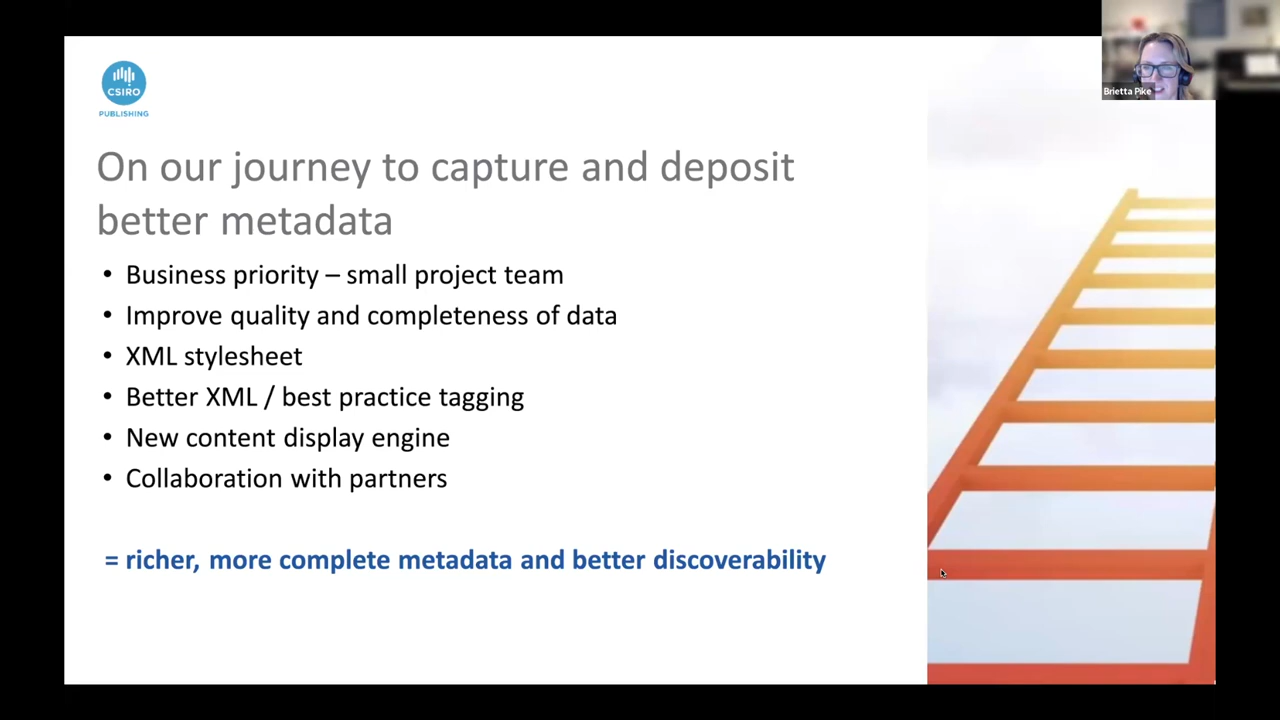 Brietta Pike
CSIRO
PUBLISHING
On our journey to capture and deposit
better metadata
• Business priority – small project team
• Improve quality and completeness of data
• XML stylesheet
• Better XML / best practice tagging
• New content display engine
• Collaboration with partners
= richer, more complete metadata and better discoverability